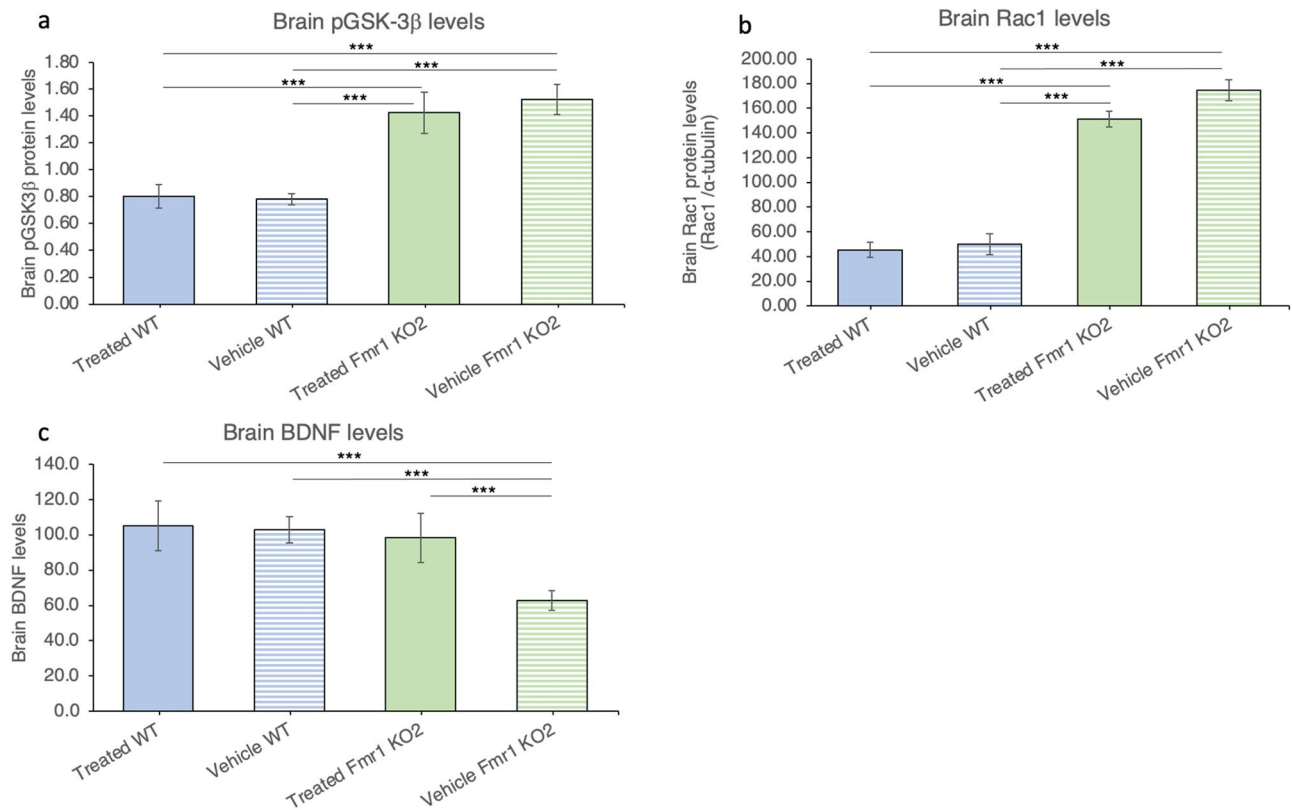 a
Brain pGSK-3β levels
***
***
***
***
1.80
1.60
1.40
1.20
1.00
0.80
0.60
0.40
0.20
0.00
Brain pGSK3β protein levels
Treated WT
Vehicle WT
Treated Fmr1 KO2
Vehicle Fmr1 KO2
b
Brain Rac1 levels
***
***
***
***
200.00
180.00
160.00
140.00
120.00
100.00
80.00
60.00
40.00
20.00
0.00
Brain Rac1 protein levels
(Rac1 /α-tubulin)
Treated WT
Vehicle WT
Treated Fmr1 KO2
Vehicle Fmr1 KO2
c
Brain BDNF levels
***
***
***
140.0
120.0
100.0
80.0
60.0
40.0
20.0
0.0
Brain BDNF levels
Treated WT
Vehicle WT
Treated Fmr1 KO2
Vehicle Fmr1 KO2